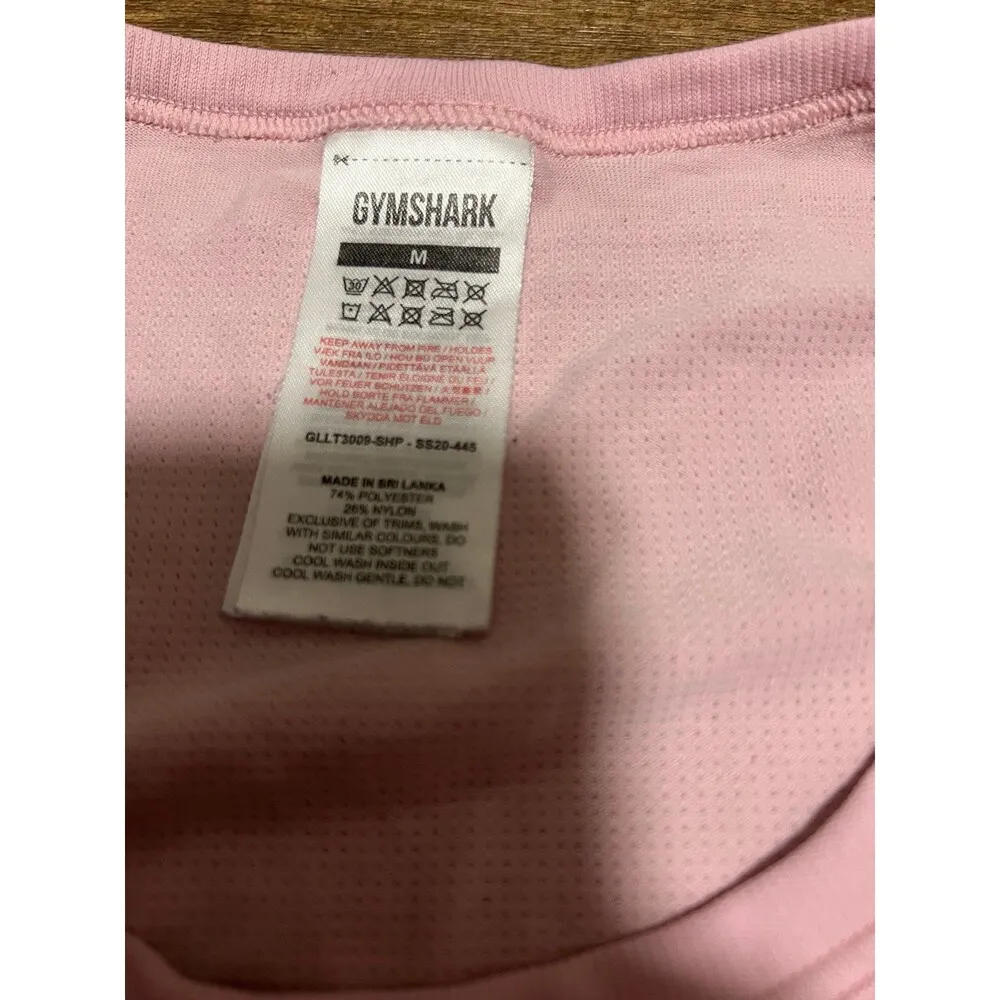 GYMSHARK
M
30
KEEP AWAY FROM FIRE / HOLDES
VÆK FRA ILD / HOU BIJ OPEN VUUR
VANDAAN / PIDETTÄVÄ ETÄÄLLÄ
TULESTA / TENIR ÉLOIGNÉ DU FEU /
VOR FEUER SCHÜTZEN /
HOLD BORTE FRA FLAMMER /
MANTENER ALEJADO DEL FUEGO /
SKYDDA MOT ELD
GLLT3009-SHP - SS20-445
MADE IN SRI LANKA
74% POLYESTER
26% NYLON
EXCLUSIVE OF TRIMS, WASH
WITH SIMILAR COLOURS, DO
NOT USE SOFTNERS
COOL WASH INSIDE OUT
COOL WASH GENTLE, DO NOT